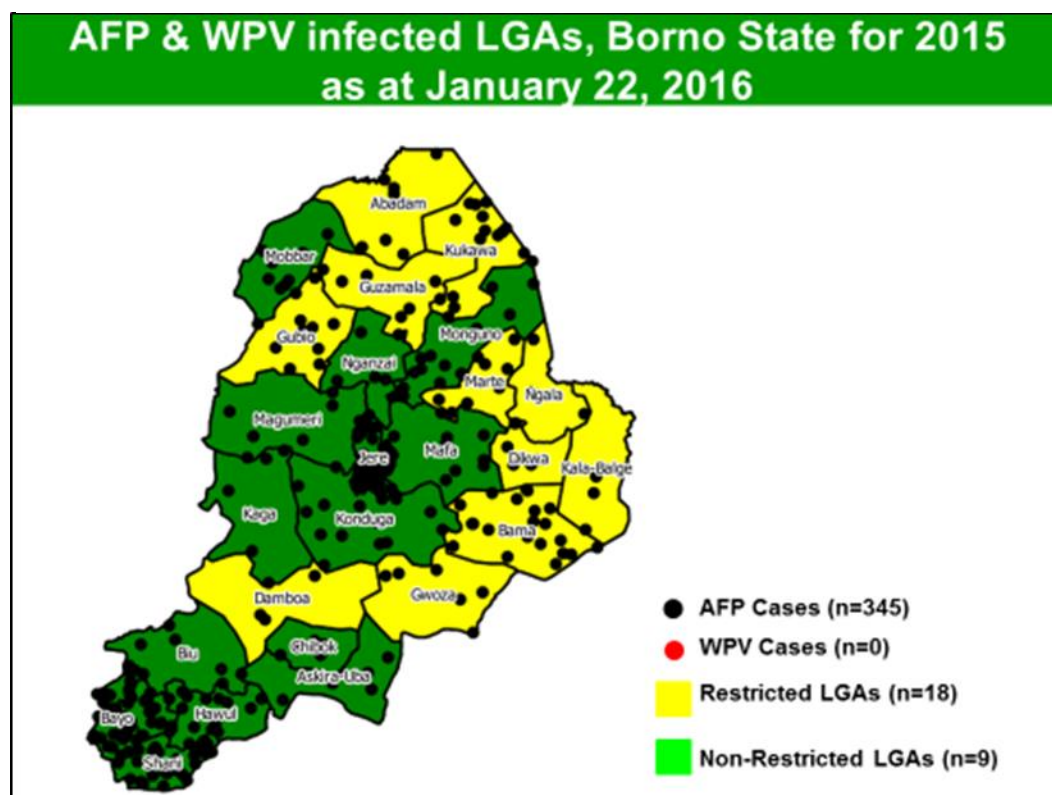 AFP & WPV infected LGAs, Borno State for 2015
as at January 22, 2016
Abadam
Kukawa
Mobbar
Guzamala
Gubio
Monguno
Nganzai
Marte
Ngala
Magumeri
Jere
Mafa
Dikwa
Kala-Balge
Kaga
Konduga
Bama
Damboa
Gwoza
Biu
Chibok
Askira-Uba
Bayo
Hawul
Shani
AFP Cases (n=345)
WPV Cases (n=0)
Restricted LGAs (n=18)
Non-Restricted LGAs (n=9)